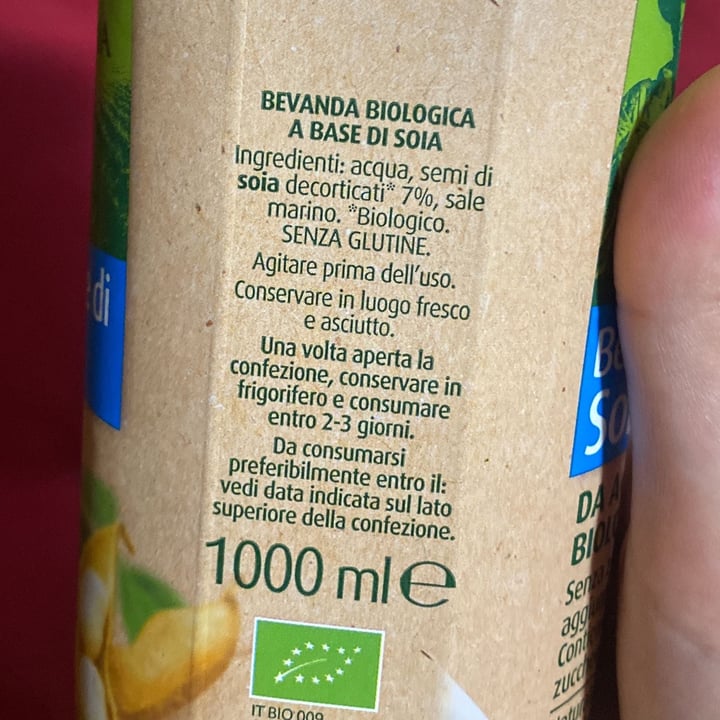 BEVANDA BIOLOGICA
A BASE DI SOIA
Ingredienti: acqua, semi di
soia decorticati* 7%, sale
marino. *Biologico.
SENZA GLUTINE.
Agitare prima dell'uso.
Conservare in luogo fresco
e asciutto.
Una volta aperta la
confezione, conservare in
frigorifero e consumare
entro 2-3 giorni.
Da consumarsi
preferibilmente entro il:
vedi data indicata sul lato
superiore della confezione.
1000 ml e
IT BIO 009
di
DA